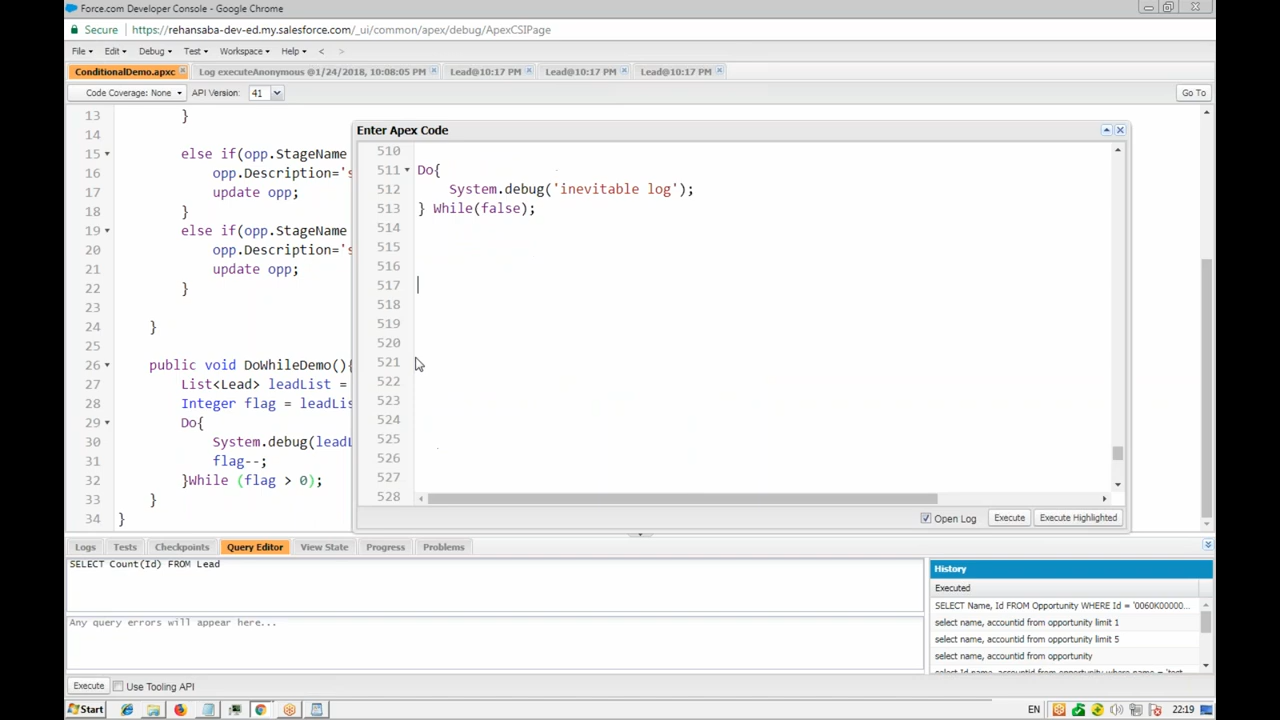 Force.com Developer Console - Google Chrome
Secure https://rehansaba-dev-ed.my.salesforce.com/_ui/common/apex/debug/ApexCSIPage
File Edit Debug Test Workspace Help < >
ConditionalDemo.apxc Log executeAnonymous @1/24/2018, 10:08:05 PM Lead@10:17 PM Lead@10:17 PM Lead@10:17 PM
Code Coverage: None API Version: 41 Go To
13 }
14
15 else if(opp.StageName
16 opp.Description='s
17 update opp;
18 }
19 else if(opp.StageName
20 opp.Description='s
21 update opp;
22 }
23
24 }
25
26 public void DoWhileDemo(){
27 List<Lead> leadList =
28 Integer flag = leadLis
29 Do{
30 System.debug(leadL
31 flag--;
32 }While (flag > 0);
33 }
34 }
Enter Apex Code
510
511 Do{
512 System.debug('inevitable log');
513 } While(false);
514
515
516
517
518
519
520
521
522
523
524
525
526
527
528
Open Log Execute Execute Highlighted
Logs Tests Checkpoints Query Editor View State Progress Problems
SELECT Count(Id) FROM Lead
Any query errors will appear here...
Execute Use Tooling API
History
Executed
SELECT Name, Id FROM Opportunity WHERE Id = '0060K00000...
select name, accountid from opportunity limit 1
select name, accountid from opportunity limit 5
select name, accountid from opportunity
select Id,name, accountid from opportunity where name = 'test
Start EN 22:19